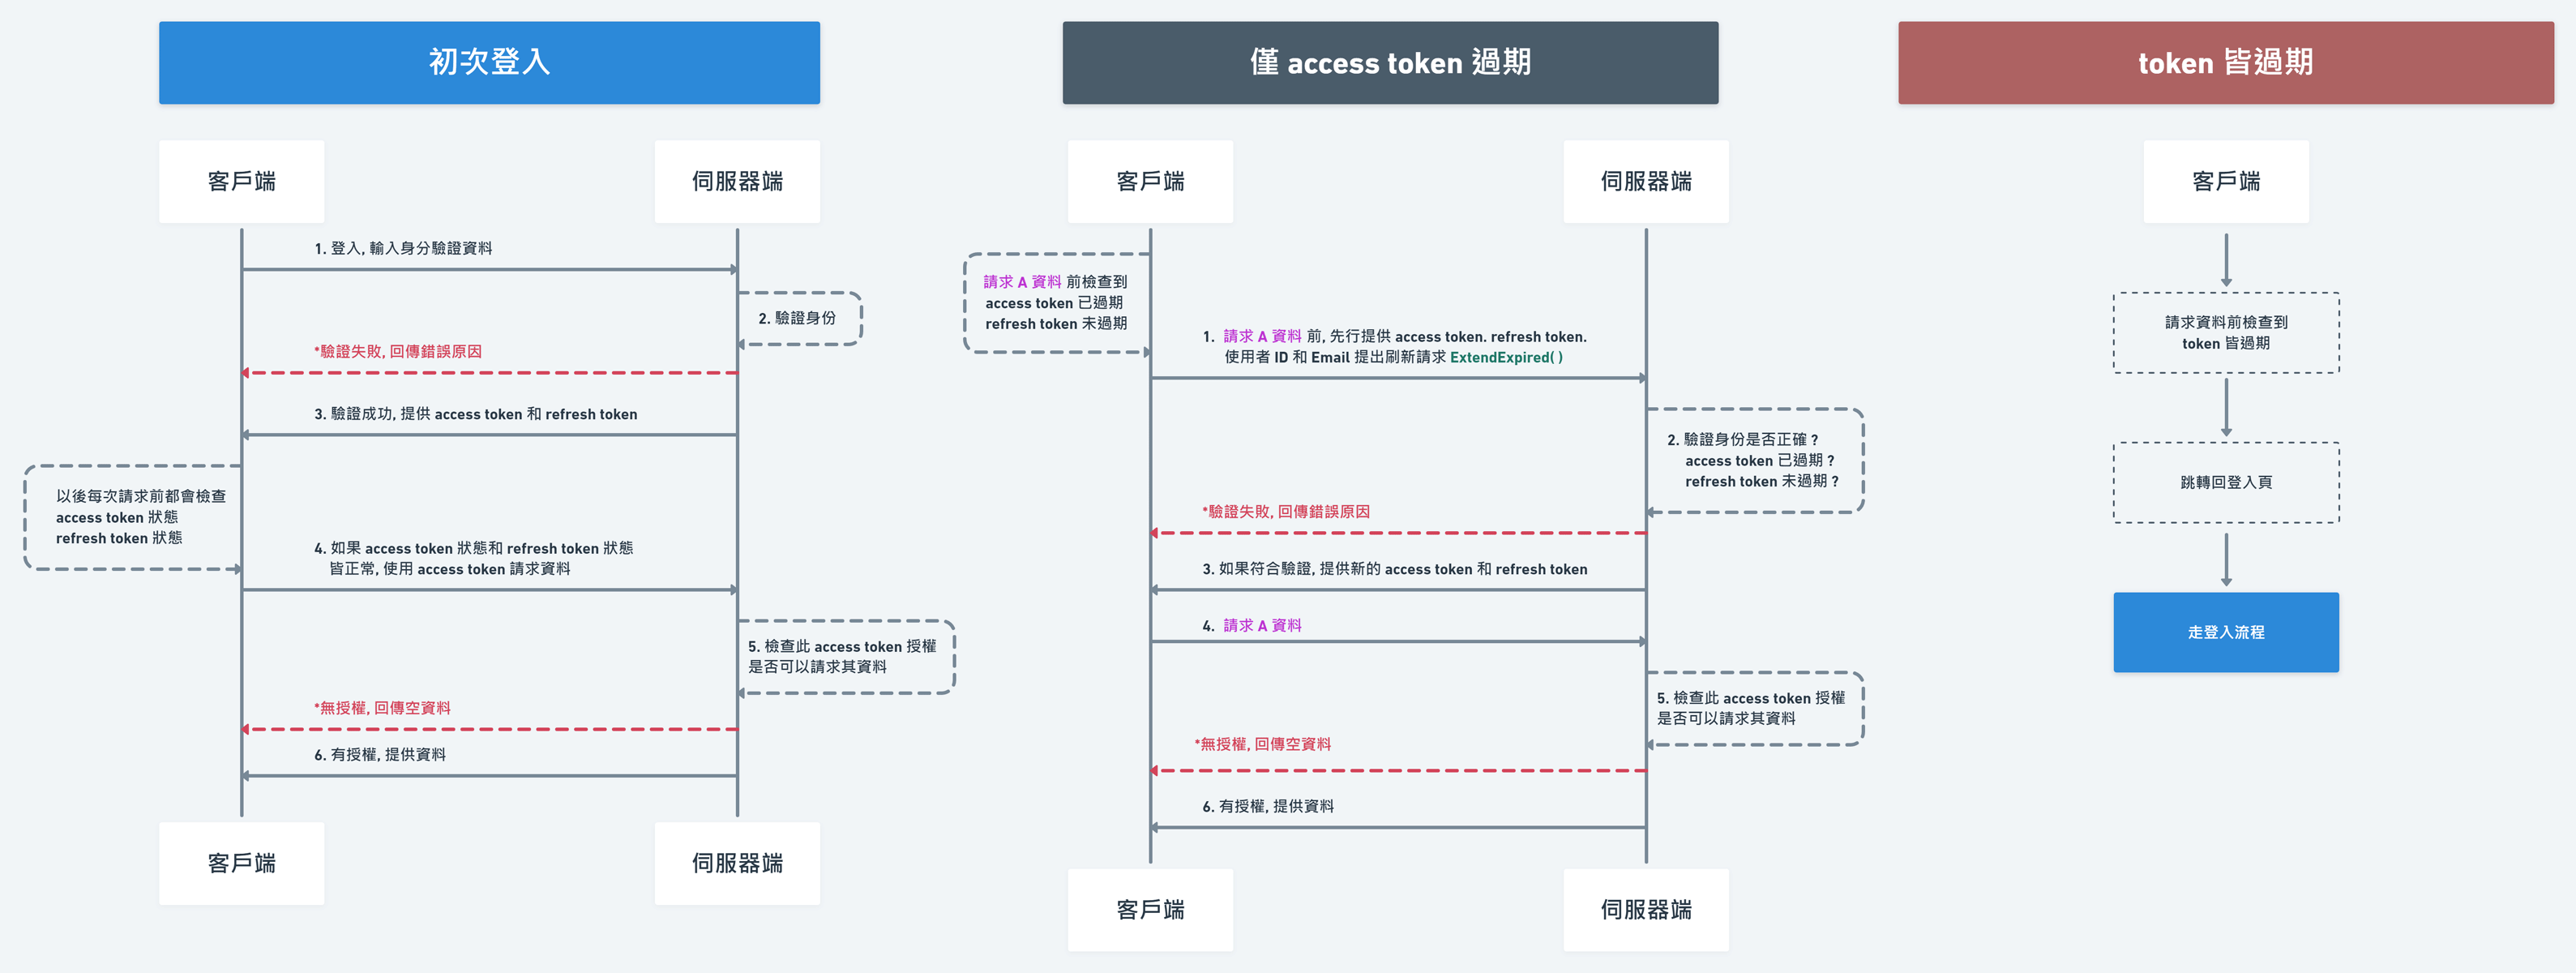 初次登入
客戶端
伺服器端
1. 登入, 輸入身分驗證資料
2. 驗證身份
*驗證失敗, 回傳錯誤原因
3. 驗證成功, 提供 access token 和 refresh token
以後每次請求前都會檢查
access token 狀態
refresh token 狀態
4. 如果 access token 狀態和 refresh token 狀態
皆正常, 使用 access token 請求資料
5. 檢查此 access token 授權
是否可以請求其資料
*無授權, 回傳空資料
6. 有授權, 提供資料
客戶端
伺服器端
僅 access token 過期
客戶端
伺服器端
請求 A 資料 前檢查到
access token 已過期
refresh token 未過期
1. 請求 A 資料 前, 先行提供 access token. refresh token.
使用者 ID 和 Email 提出刷新請求 ExtendExpired( )
2. 驗證身份是否正確 ?
access token 已過期 ?
refresh token 未過期 ?
*驗證失敗, 回傳錯誤原因
3. 如果符合驗證, 提供新的 access token 和 refresh token
4. 請求 A 資料
5. 檢查此 access token 授權
是否可以請求其資料
*無授權, 回傳空資料
6. 有授權, 提供資料
客戶端
伺服器端
token 皆過期
客戶端
請求資料前檢查到
token 皆過期
跳轉回登入頁
走登入流程